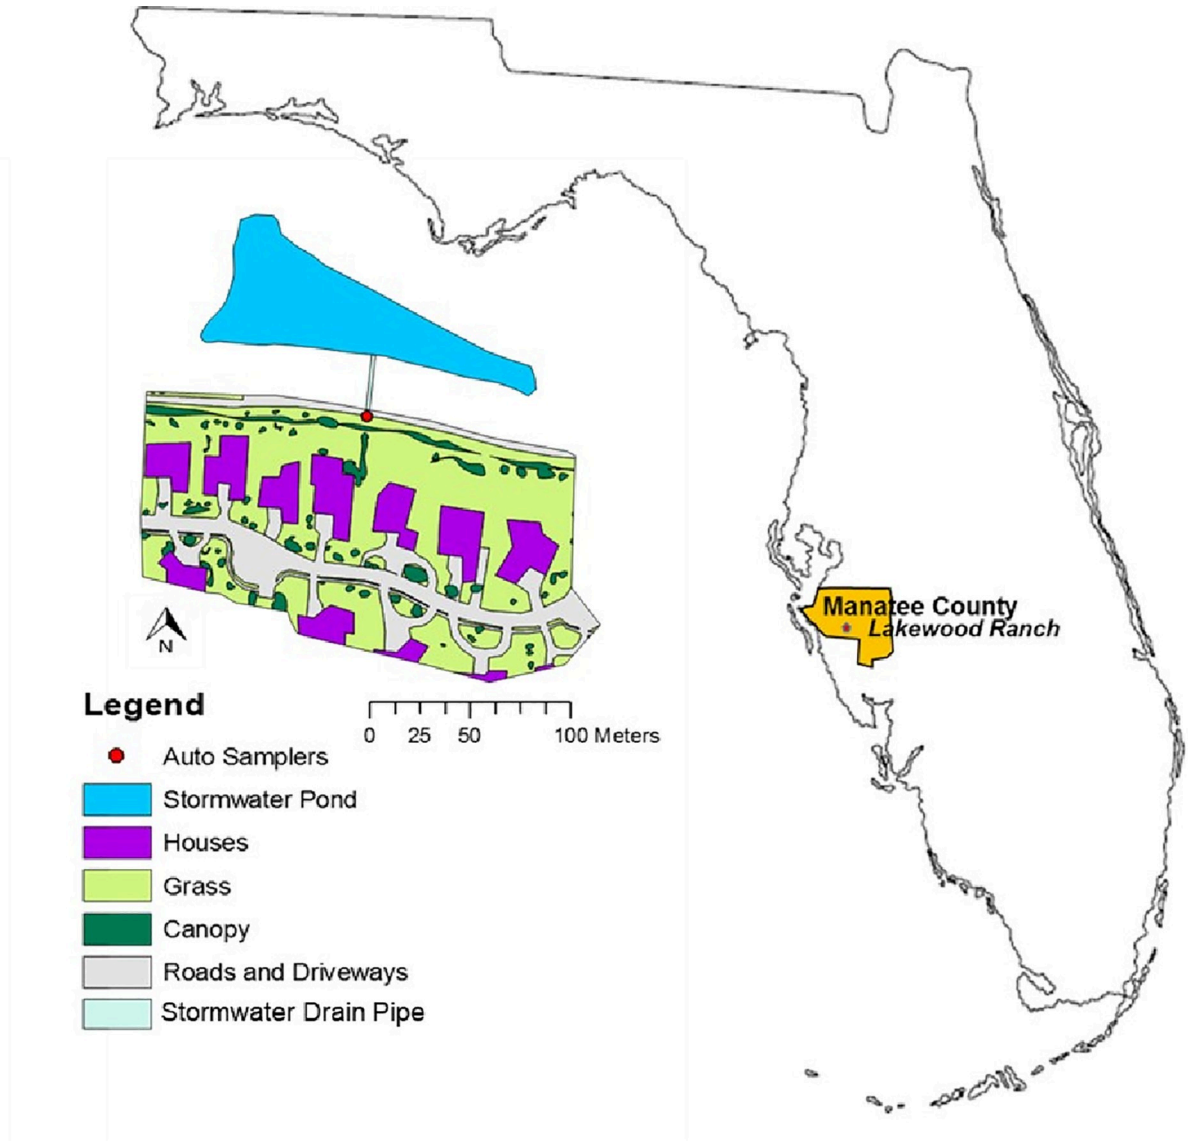 Manatee County
Lakewood Ranch
N
Legend
0 25 50 100 Meters
Auto Samplers
Stormwater Pond
Houses
Grass
Canopy
Roads and Driveways
Stormwater Drain Pipe